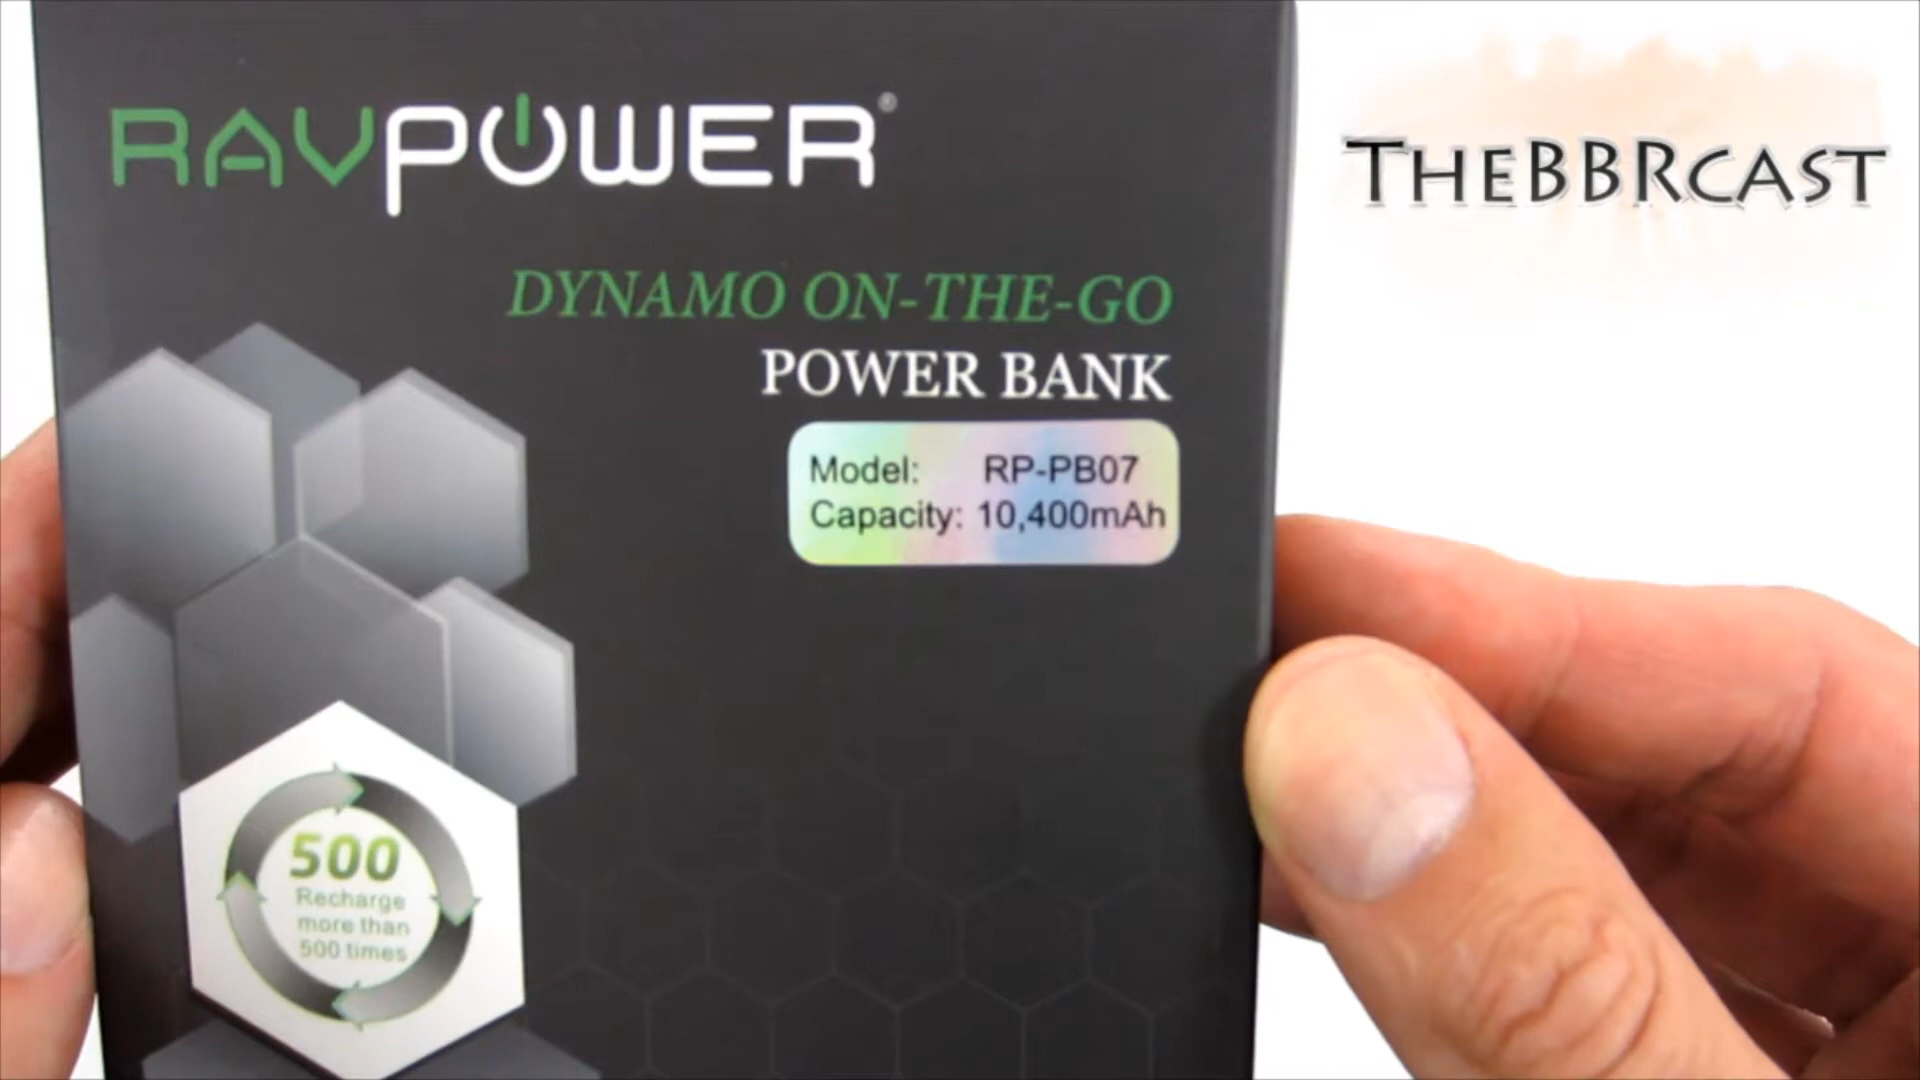 RAVPOWER®
DYNAMO ON-THE-GO
POWER BANK
Model: RP-PB07
Capacity: 10,400mAh
500
Recharge
more than
500 times
THEBBRCAST